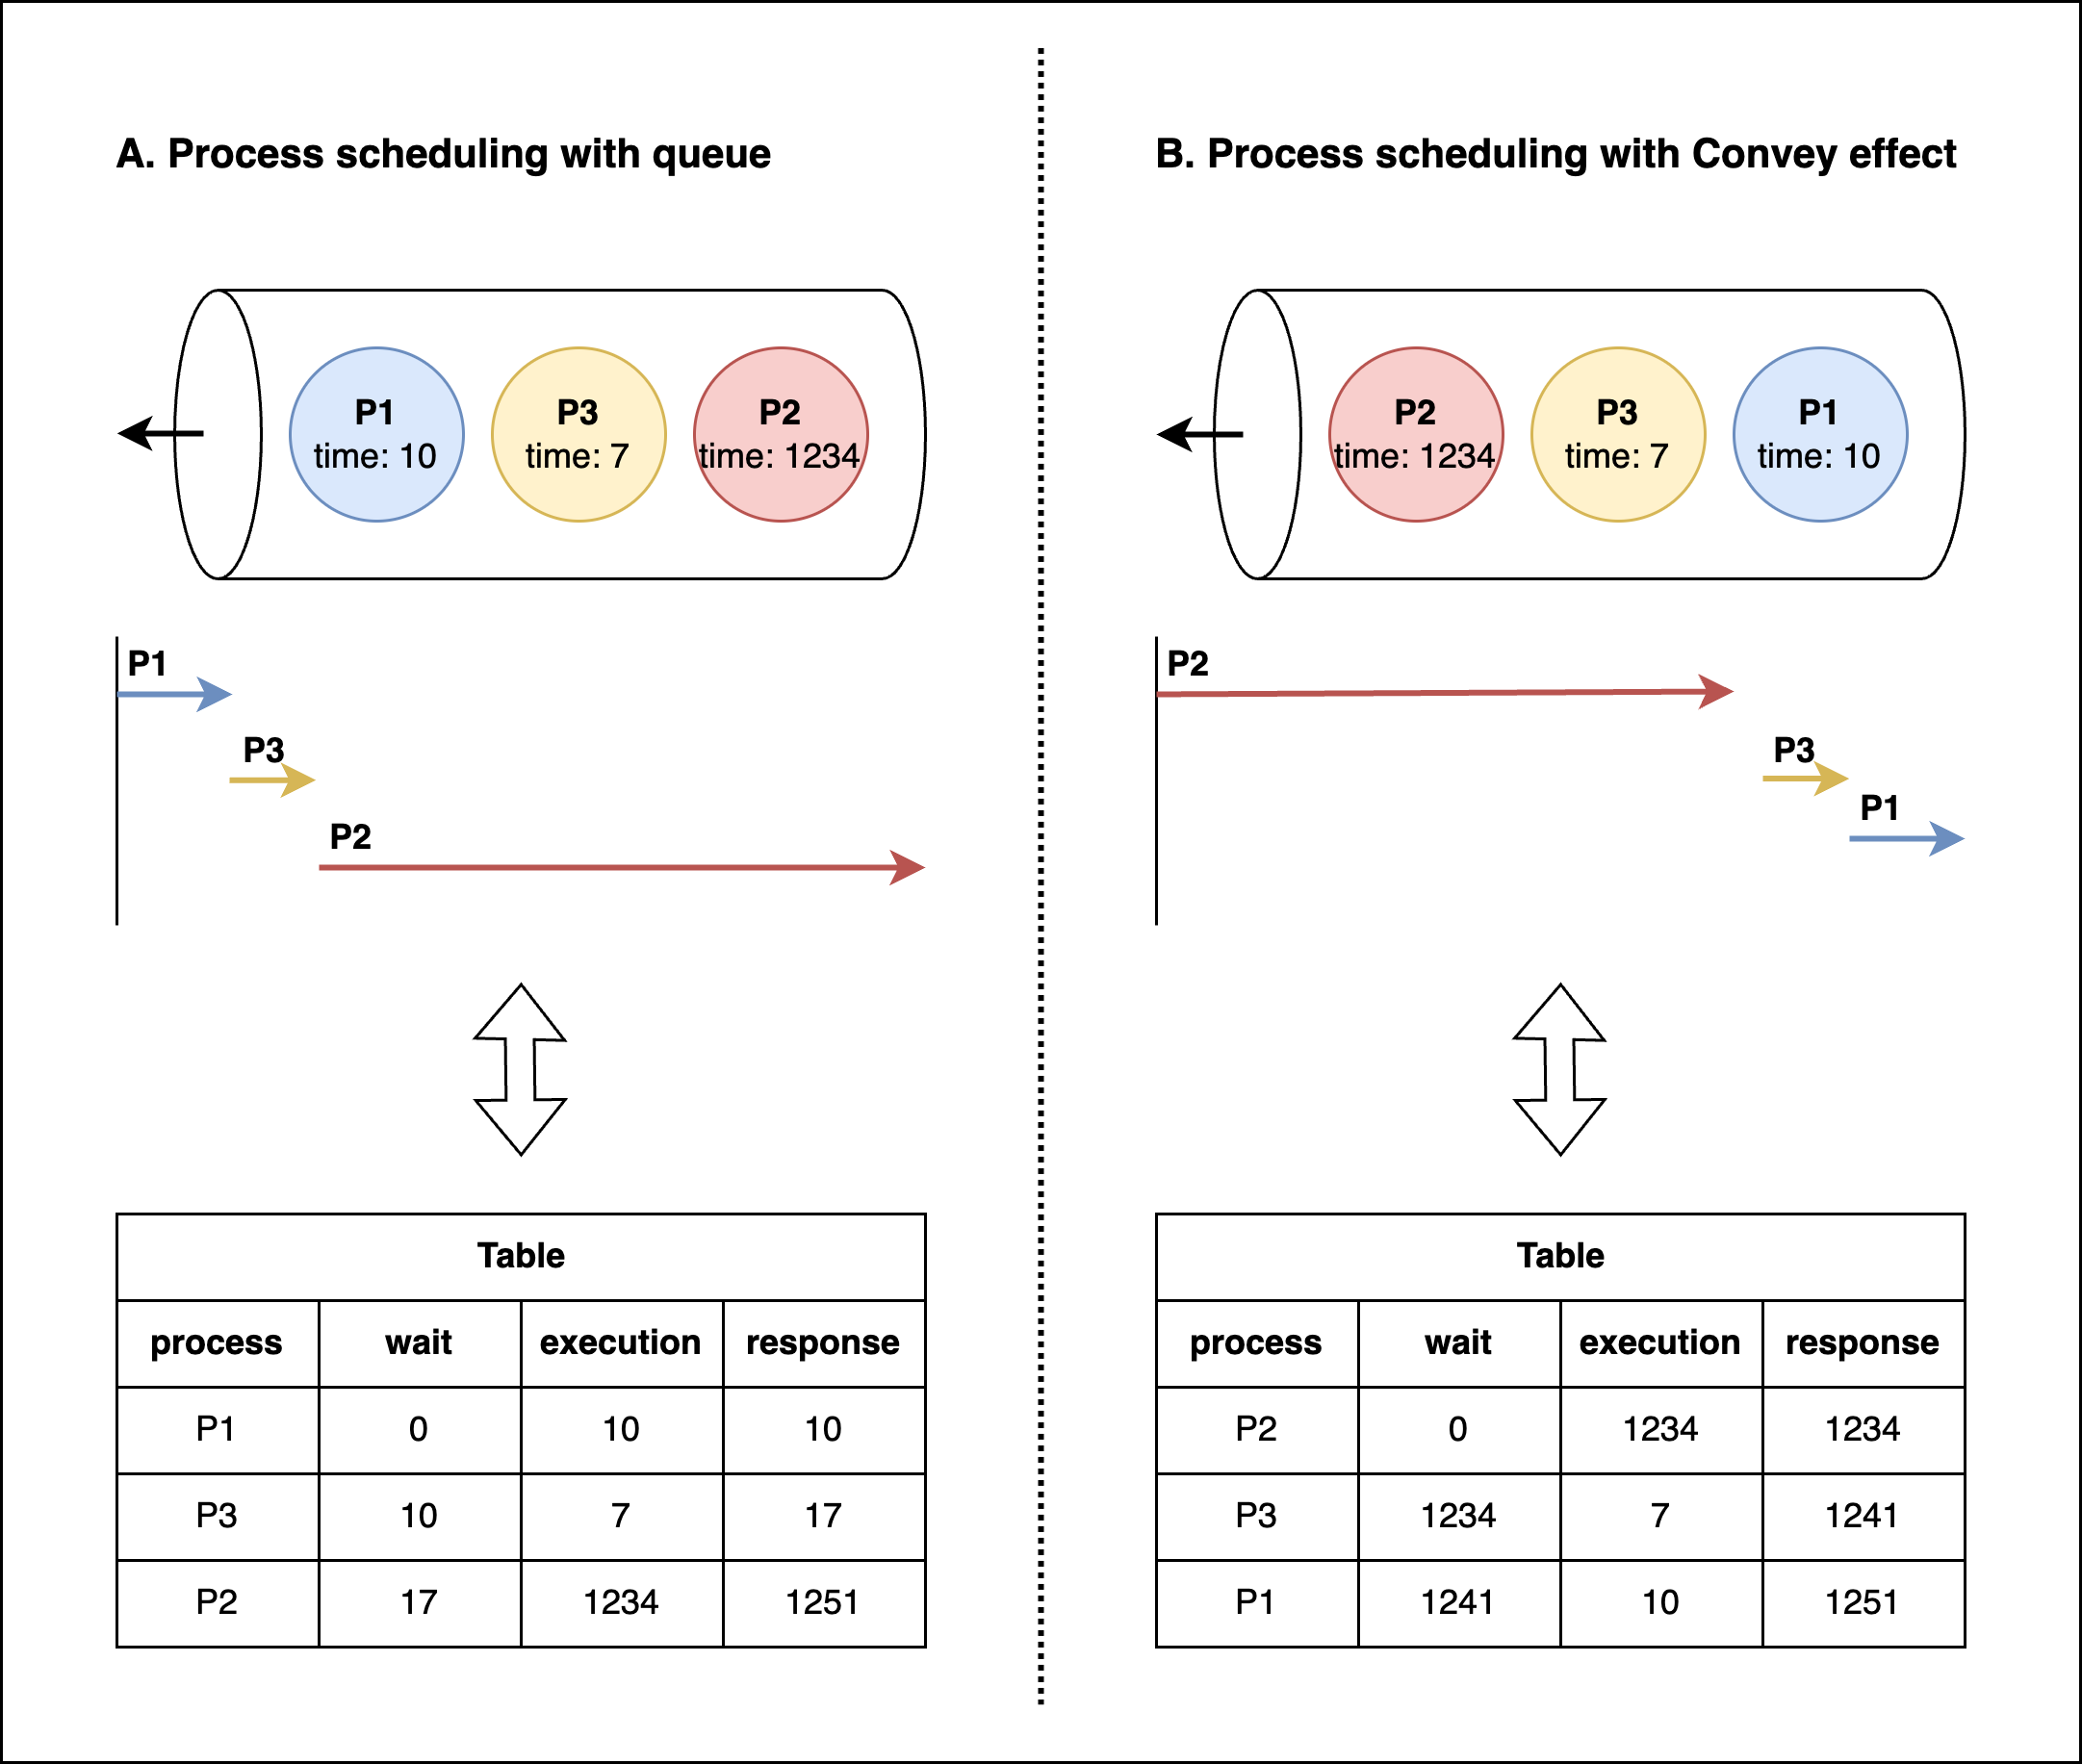 A. Process scheduling with queue
P1
time: 10
P3
time: 7
P2
time: 1234
P1
P3
P2
Table
process wait execution response
P1 0 10 10
P3 10 7 17
P2 17 1234 1251
B. Process scheduling with Convey effect
P2
time: 1234
P3
time: 7
P1
time: 10
P2
P3
P1
Table
process wait execution response
P2 0 1234 1234
P3 1234 7 1241
P1 1241 10 1251